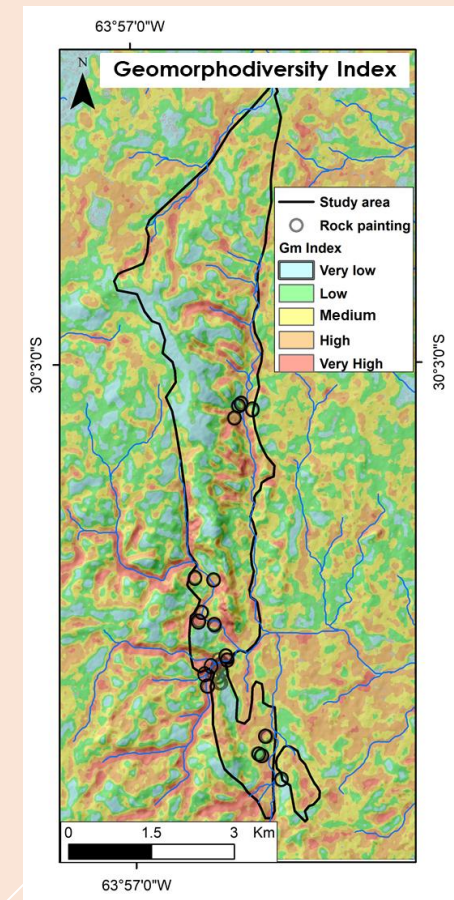 63°57'0"W
N
Geomorphodiversity Index
Study area
Rock painting
Gm Index
Very low
Low
Medium
High
Very High
30°3'0"S
30°3'0"S
0 1.5 3 Km
63°57'0"W